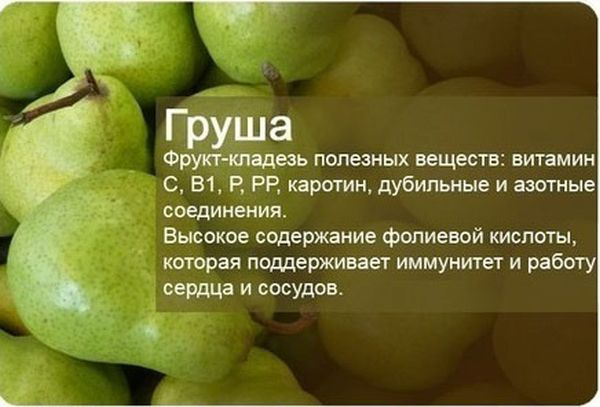 Груша
Фрукт-кладезь полезных веществ: витамин
С, В1, Р, РР, каротин, дубильные и азотные
соединения.
Высокое содержание фолиевой кислоты,
которая поддерживает иммунитет и работу
сердца и сосудов.